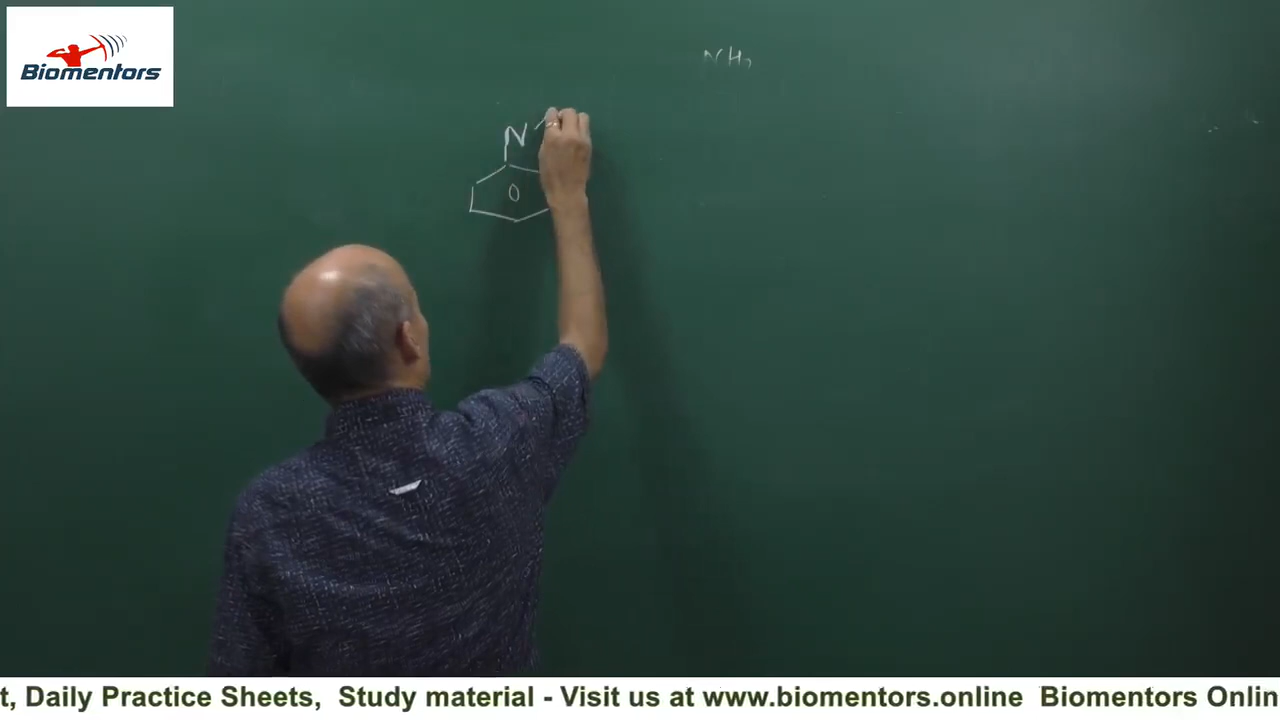 Biomentors
NH2
N
t, Daily Practice Sheets, Study material - Visit us at www.biomentors.online Biomentors Onlin